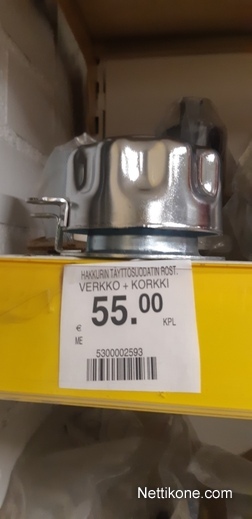 HAKKURIN TÄYTTÖSUODATIN ROST.
VERKKO + KORKKI
55.00
€ KPL
ME
5300002593
Nettikone.com